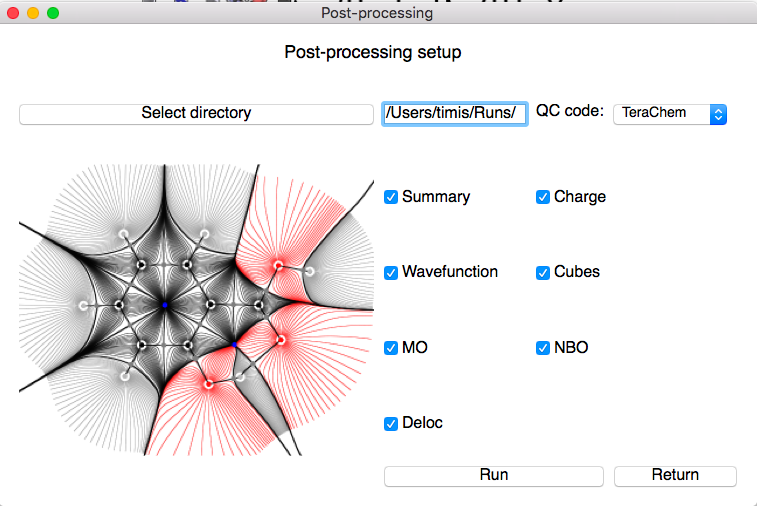 Post-processing
Post-processing setup
Select directory
/Users/timis/Runs/
QC code:
TeraChem
Summary
Charge
Wavefunction
Cubes
MO
NBO
Deloc
Run
Return